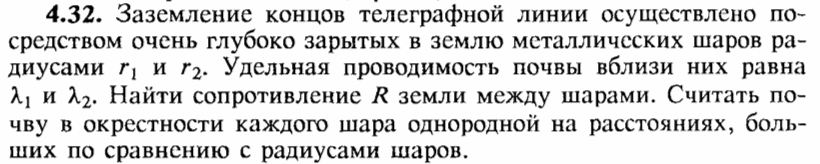 4.32. Заземление концов телеграфной линии осуществлено по-
средством очень глубоко зарытых в землю металлических шаров ра-
диусами r₁ и r₂. Удельная проводимость почвы вблизи них равна
λ₁ и λ₂. Найти сопротивление R земли между шарами. Считать по-
чву в окрестности каждого шара однородной на расстояниях, боль-
ших по сравнению с радиусами шаров.